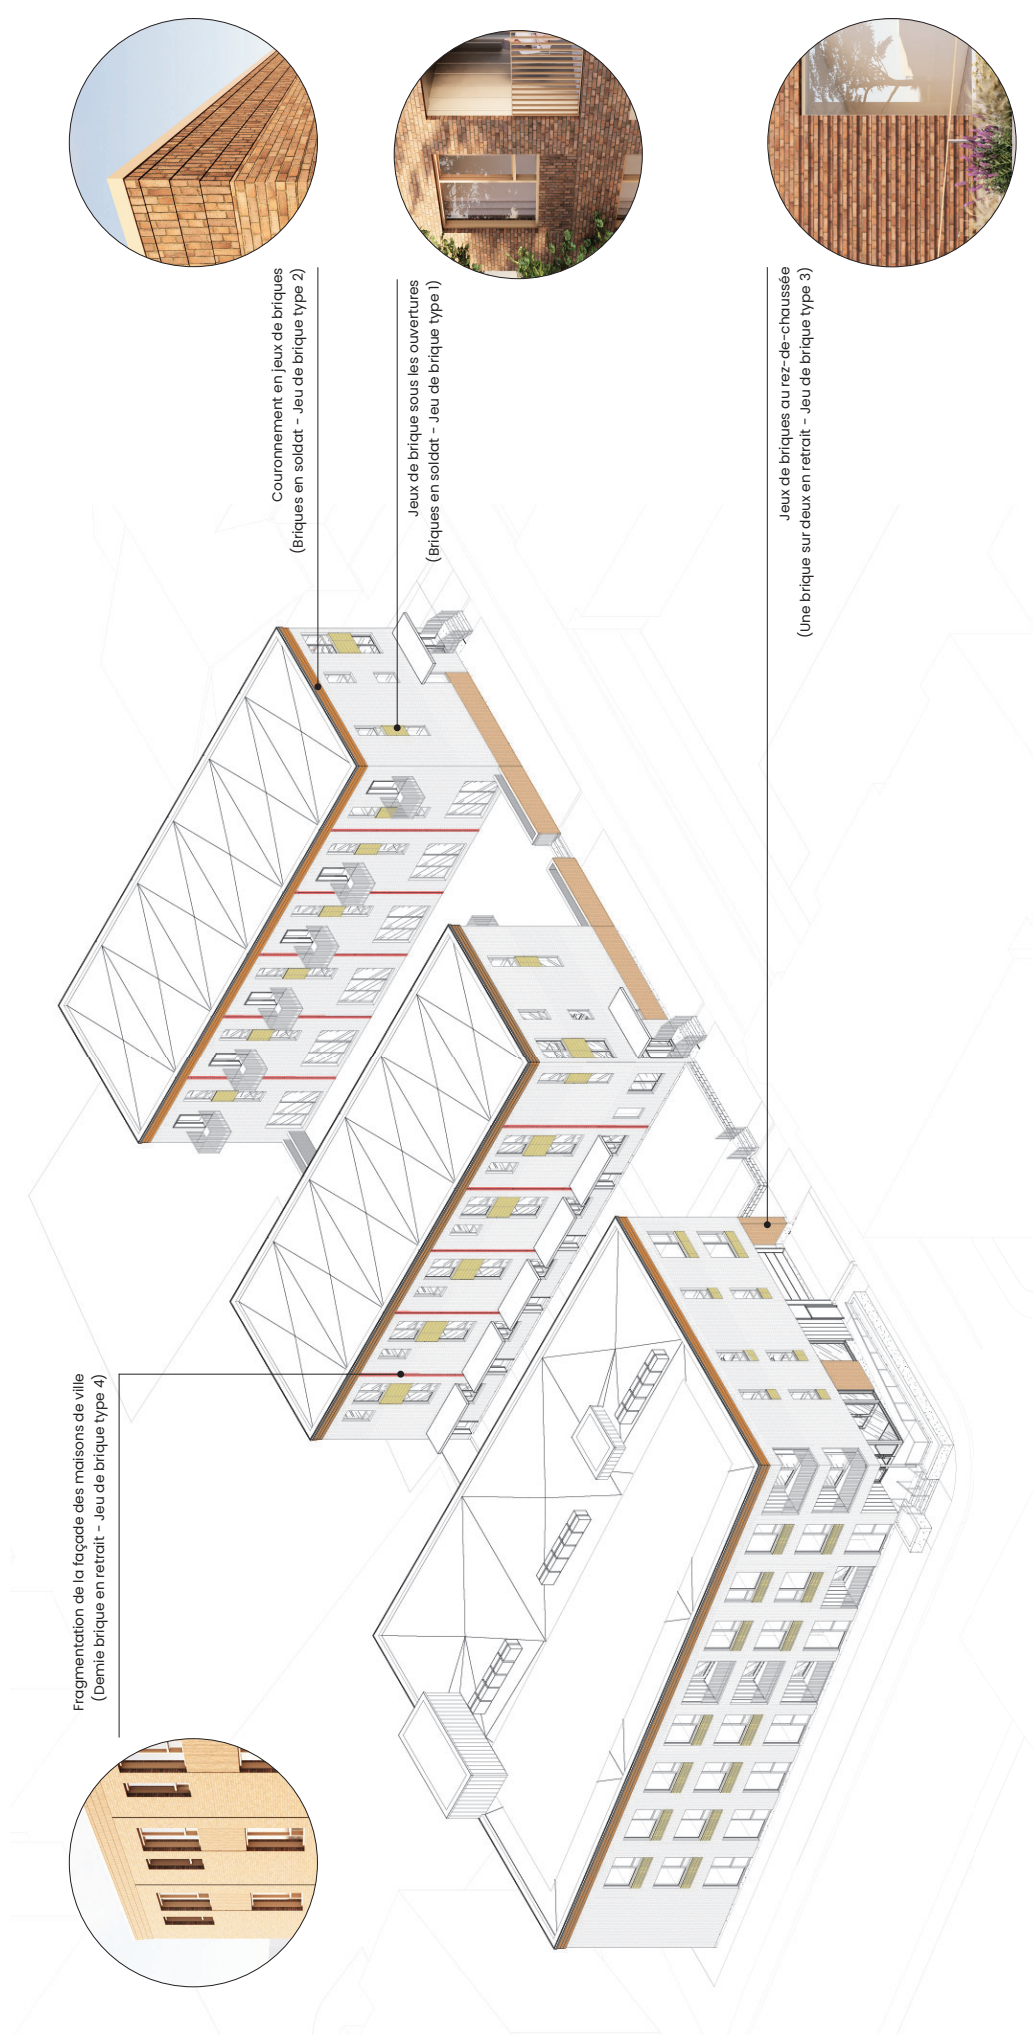 Fragmentation de la façade des maisons de ville
(Demie brique en retrait - Jeu de brique type 4)
Couronnement en jeux de briques
(Briques en soldat - Jeu de brique type 2)
Jeux de brique sous les ouvertures
(Briques en soldat - Jeu de brique type 1)
Jeux de briques au rez-de-chaussée
(Une brique sur deux en retrait - Jeu de brique type 3)